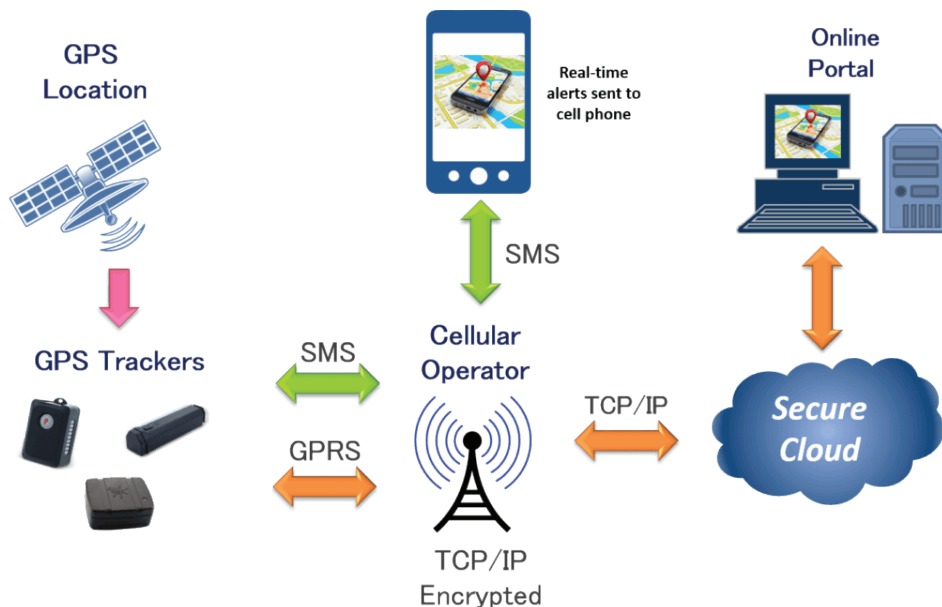 GPS
Location
Real-time
alerts sent to
cell phone
Online
Portal
SMS
GPS Trackers
SMS
GPRS
Cellular
Operator
TCP/IP
Secure
Cloud
TCP/IP
Encrypted